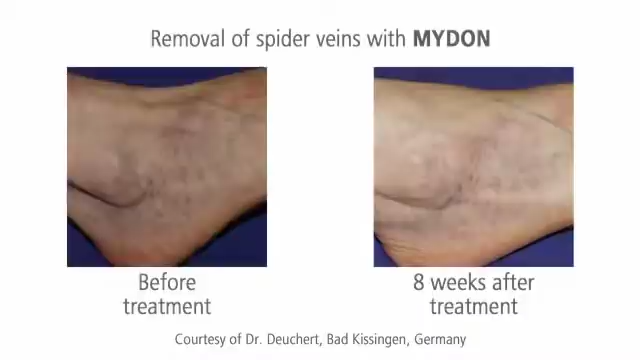 Removal of spider veins with MYDON
Before
treatment
8 weeks after
treatment
Courtesy of Dr. Deuchert, Bad Kissingen, Germany